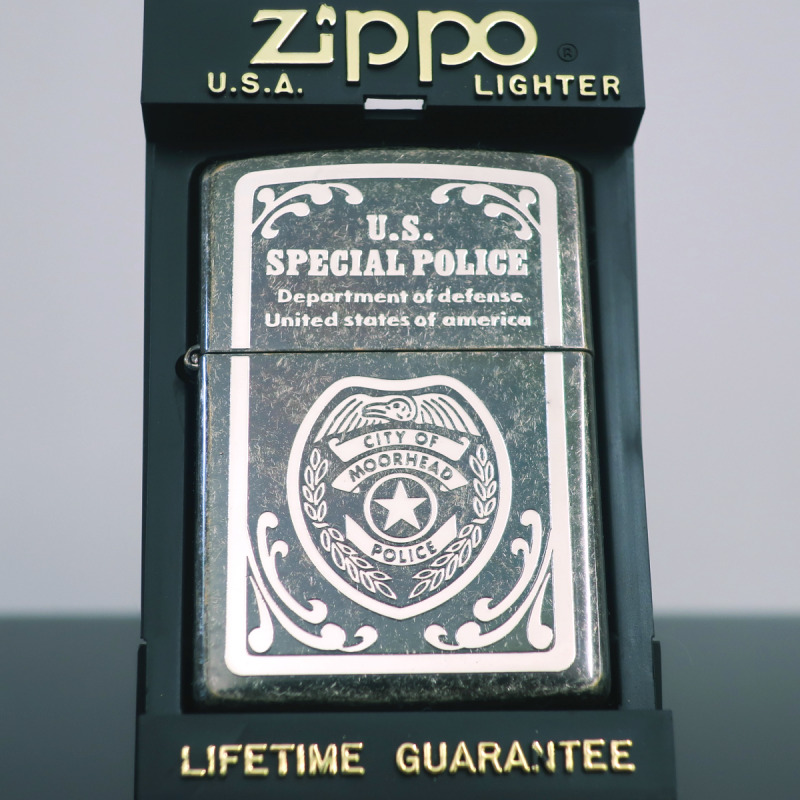 Zippo ®
U.S.A. LIGHTER
U.S.
SPECIAL POLICE
Department of defense
United states of america
CITY OF
MOORHEAD
POLICE
LIFETIME GUARANTEE